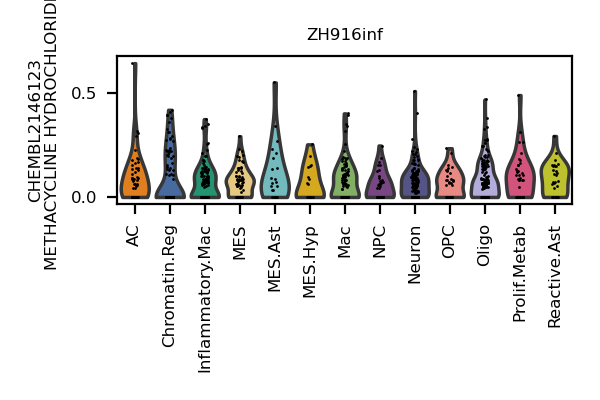 ZH916inf
CHEMBL2146123
METHACYCLINE HYDROCHLORIDE
0.5
0.0
AC
Chromatin.Reg
Inflammatory.Mac
MES
MES.Ast
MES.Hyp
Mac
NPC
Neuron
OPC
Oligo
Prolif.Metab
Reactive.Ast